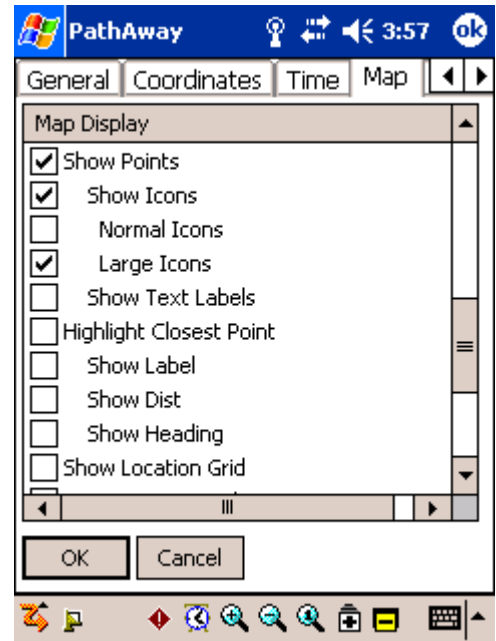 PathAway 3:57 ok
General Coordinates Time Map
Map Display
Show Points
Show Icons
Normal Icons
Large Icons
Show Text Labels
Highlight Closest Point
Show Label
Show Dist
Show Heading
Show Location Grid
OK Cancel